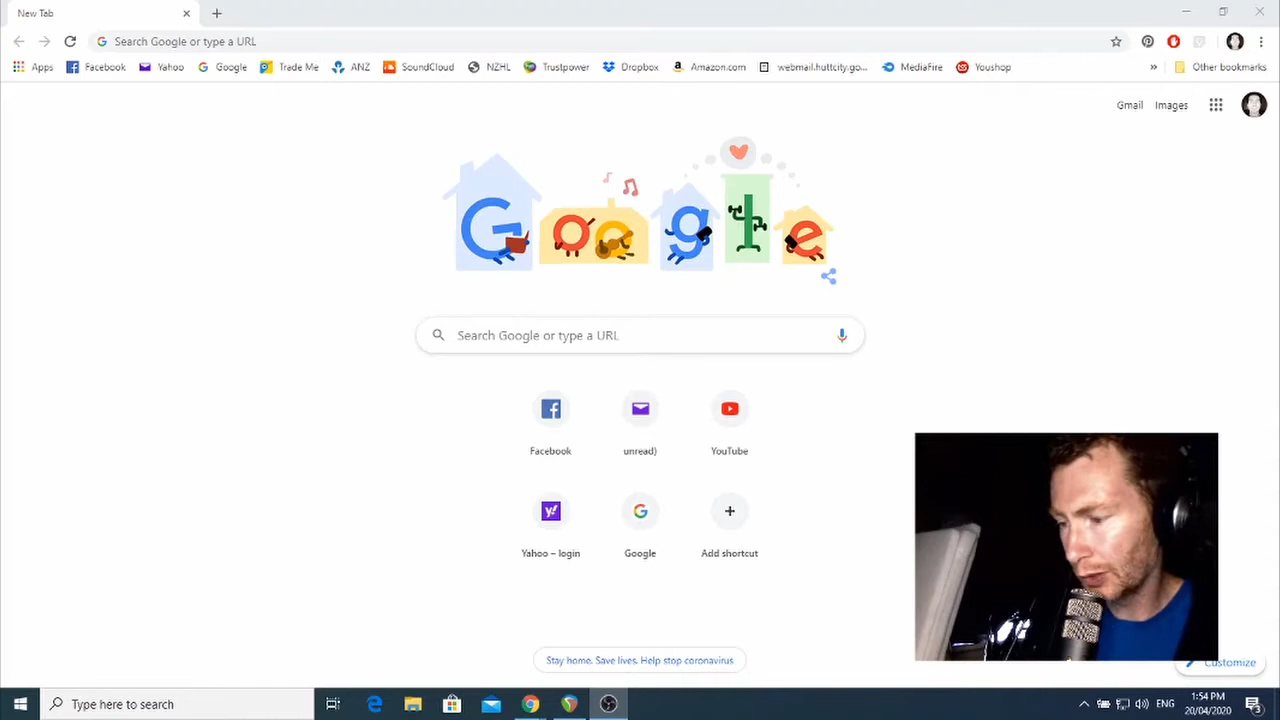 New Tab
Search Google or type a URL
Apps Facebook Yahoo Google Trade Me ANZ SoundCloud NZHL Trustpower Dropbox Amazon.com webmail.huttcity.go... MediaFire Youshop » Other bookmarks
Gmail Images
Google
Search Google or type a URL
Facebook unread) YouTube
Yahoo – login Google Add shortcut
Stay home. Save lives. Help stop coronavirus
Customize
Type here to search
ENG
1:54 PM
20/04/2020
3